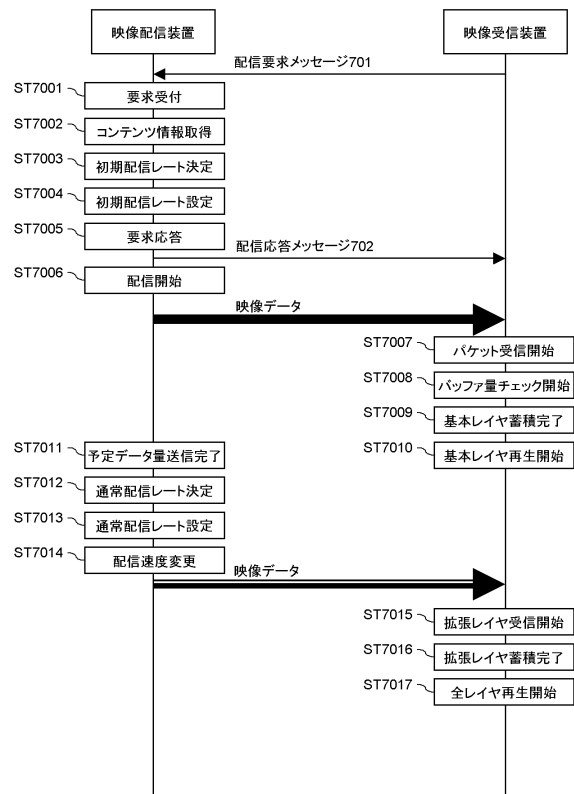 映像配信装置
映像受信装置
配信要求メッセージ701
ST7001
要求受付
ST7002
コンテンツ情報取得
ST7003
初期配信レート決定
ST7004
初期配信レート設定
ST7005
要求応答
配信応答メッセージ702
ST7006
配信開始
映像データ
ST7007
パケット受信開始
ST7008
バッファ量チェック開始
ST7009
基本レイヤ蓄積完了
ST7010
基本レイヤ再生開始
ST7011
予定データ量送信完了
ST7012
通常配信レート決定
ST7013
通常配信レート設定
ST7014
配信速度変更
映像データ
ST7015
拡張レイヤ受信開始
ST7016
拡張レイヤ蓄積完了
ST7017
全レイヤ再生開始